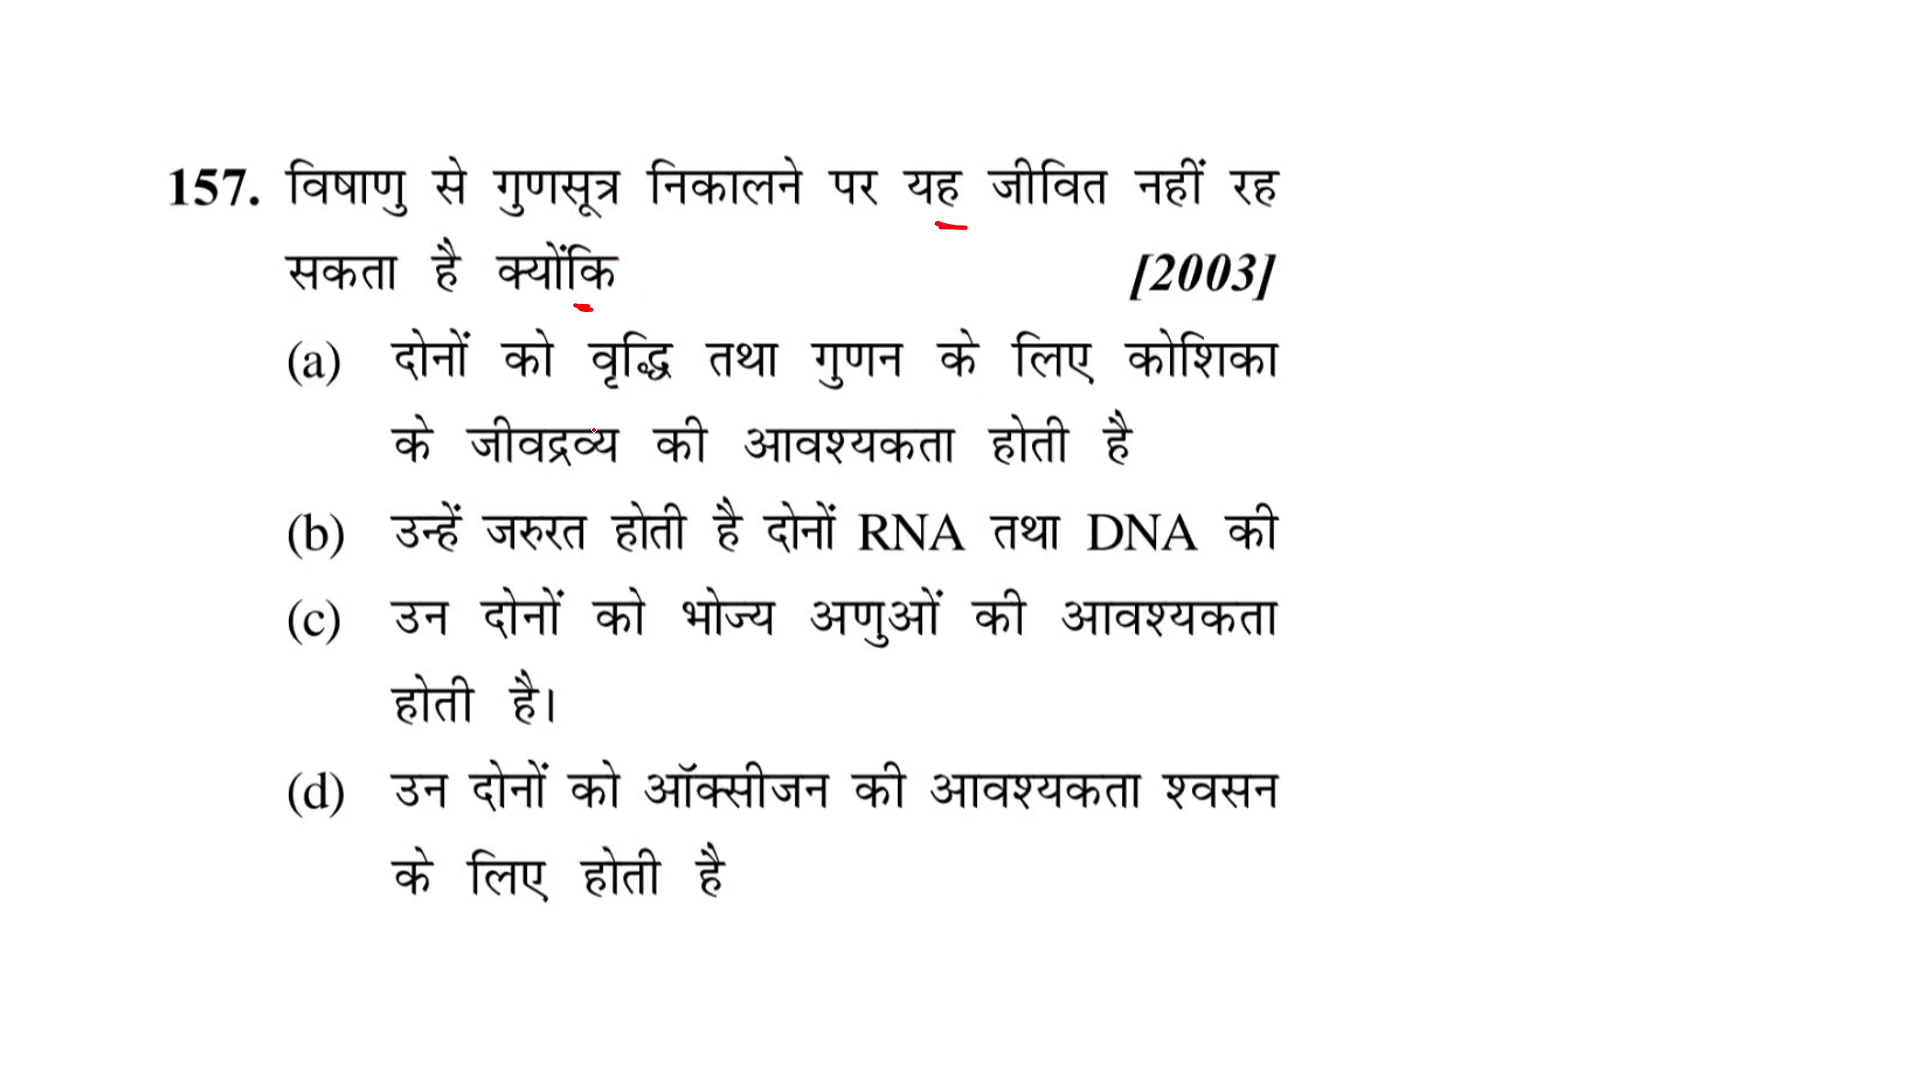 157. विषाणु से गुणसूत्र निकालने पर यह जीवित नहीं रह
सकता है क्योंकि [2003]
(a) दोनों को वृद्धि तथा गुणन के लिए कोशिका
के जीवद्रव्य की आवश्यकता होती है
(b) उन्हें जरुरत होती है दोनों RNA तथा DNA की
(c) उन दोनों को भोज्य अणुओं की आवश्यकता
होती है।
(d) उन दोनों को ऑक्सीजन की आवश्यकता श्वसन
के लिए होती है